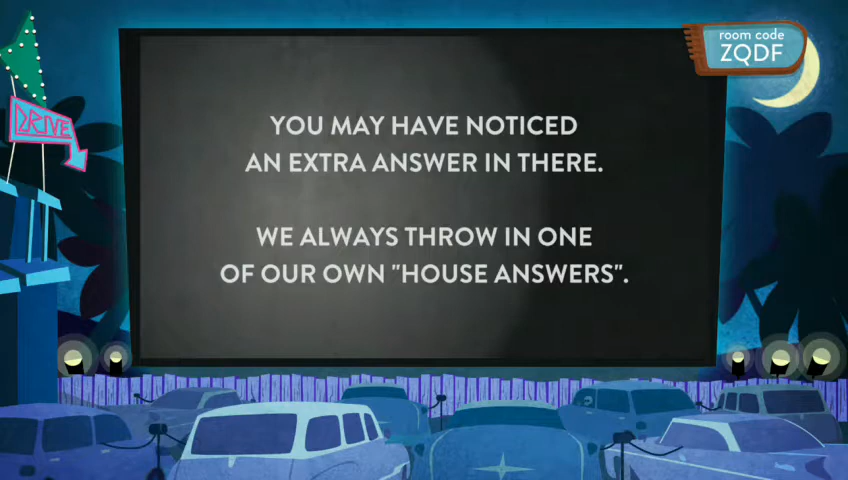 room code
ZQDF
DRIVE
YOU MAY HAVE NOTICED
AN EXTRA ANSWER IN THERE.
WE ALWAYS THROW IN ONE
OF OUR OWN "HOUSE ANSWERS".